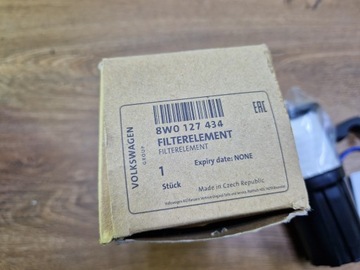 VOLKSWAGEN
GROUP
8W0 127 434
FILTERELEMENT
FILTERELEMENT
Expiry date: NONE
1
Stück
Made in Czech Republic
EAC